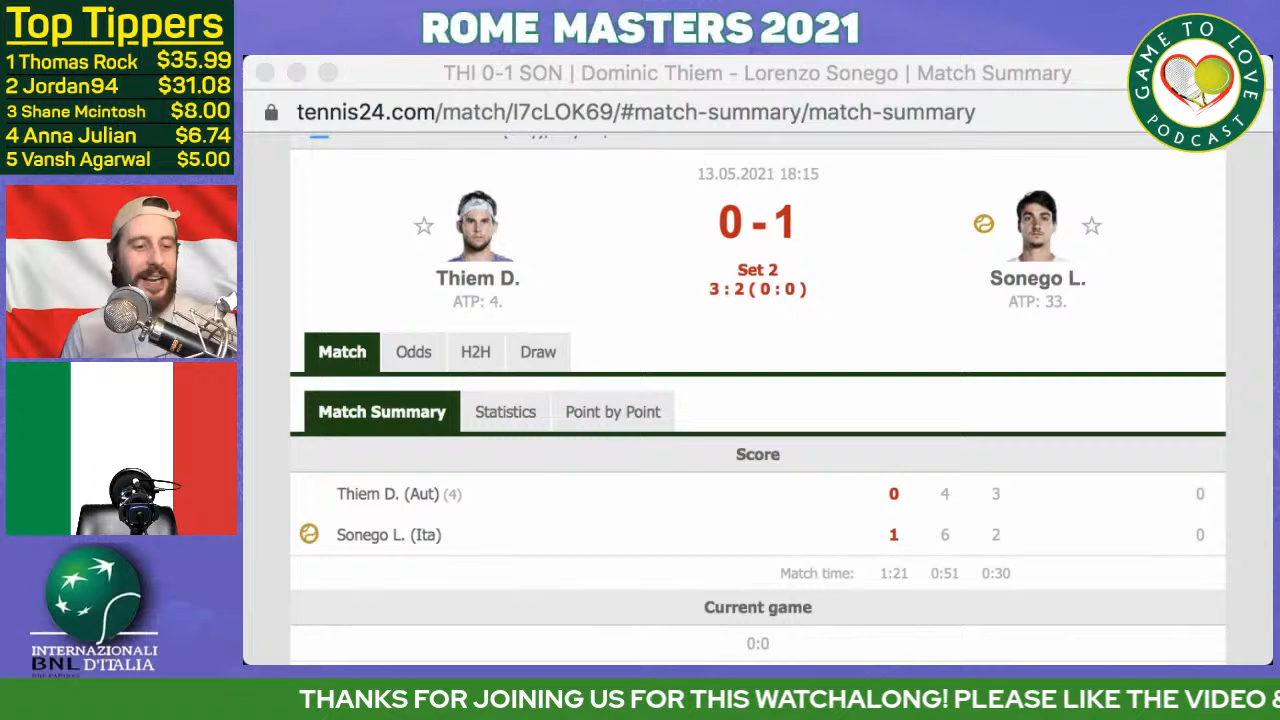 Top Tippers
1 Thomas Rock $35.99
2 Jordan94 $31.08
3 Shane Mcintosh $8.00
4 Anna Julian $6.74
5 Vansh Agarwal $5.00
ROME MASTERS 2021
GAME TO LOVE
PODCAST
THI 0-1 SON | Dominic Thiem - Lorenzo Sonego | Match Summary
tennis24.com/match/I7cLOK69/#match-summary/match-summary
13.05.2021 18:15
0 - 1
Thiem D.
ATP: 4.
Set 2
3 : 2 ( 0 : 0 )
Sonego L.
ATP: 33.
Match Odds H2H Draw
Match Summary Statistics Point by Point
Score
Thiem D. (Aut) (4) 0 4 3 0
Sonego L. (Ita) 1 6 2 0
Match time: 1:21 0:51 0:30
Current game
0:0
INTERNAZIONALI
BNL D'ITALIA
THANKS FOR JOINING US FOR THIS WATCHALONG! PLEASE LIKE THE VIDEO &